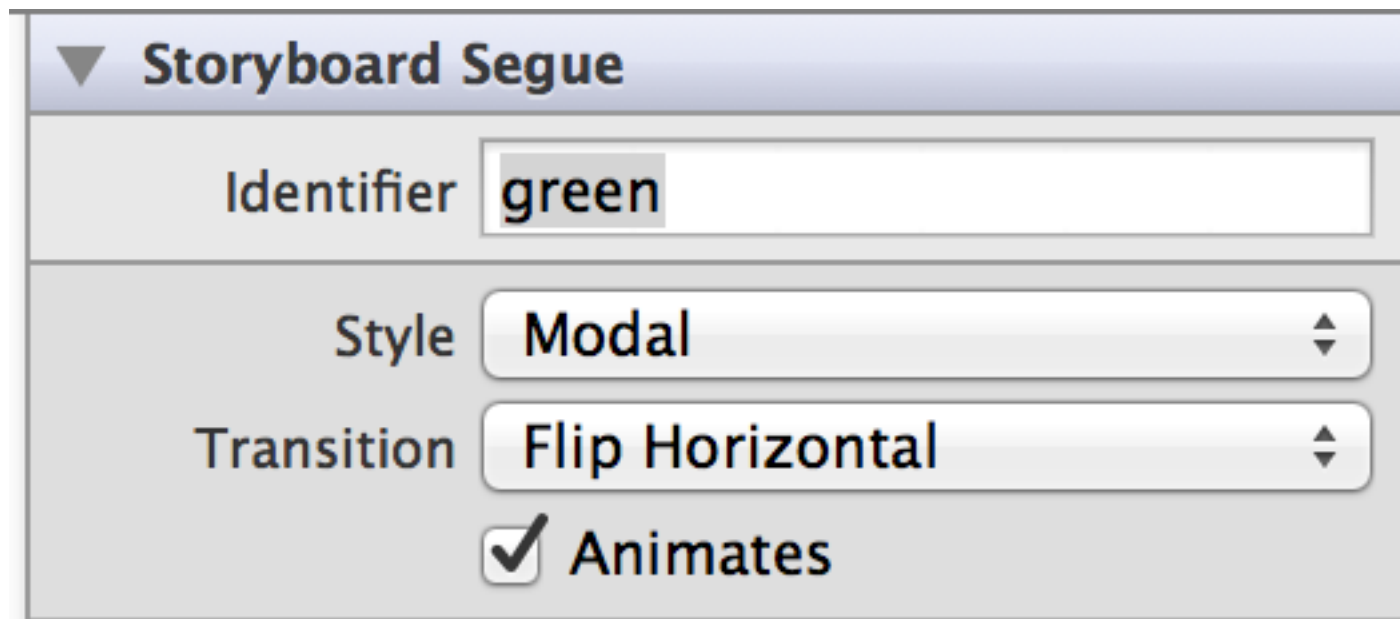 Storyboard Segue
Identifier green
Style Modal
Transition Flip Horizontal
Animates